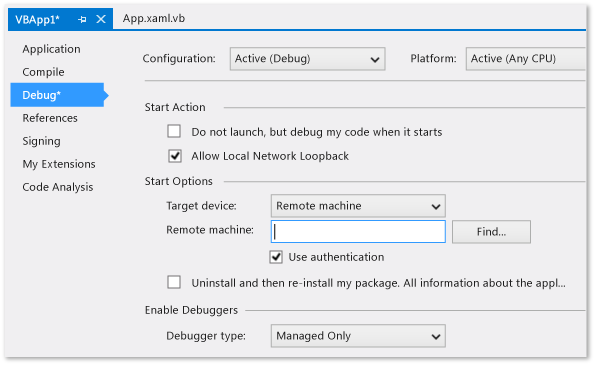 VBApp1* App.xaml.vb
Application
Compile
Debug*
References
Signing
My Extensions
Code Analysis
Configuration: Active (Debug) Platform: Active (Any CPU)
Start Action
Do not launch, but debug my code when it starts
Allow Local Network Loopback
Start Options
Target device: Remote machine
Remote machine: Find...
Use authentication
Uninstall and then re-install my package. All information about the appl...
Enable Debuggers
Debugger type: Managed Only